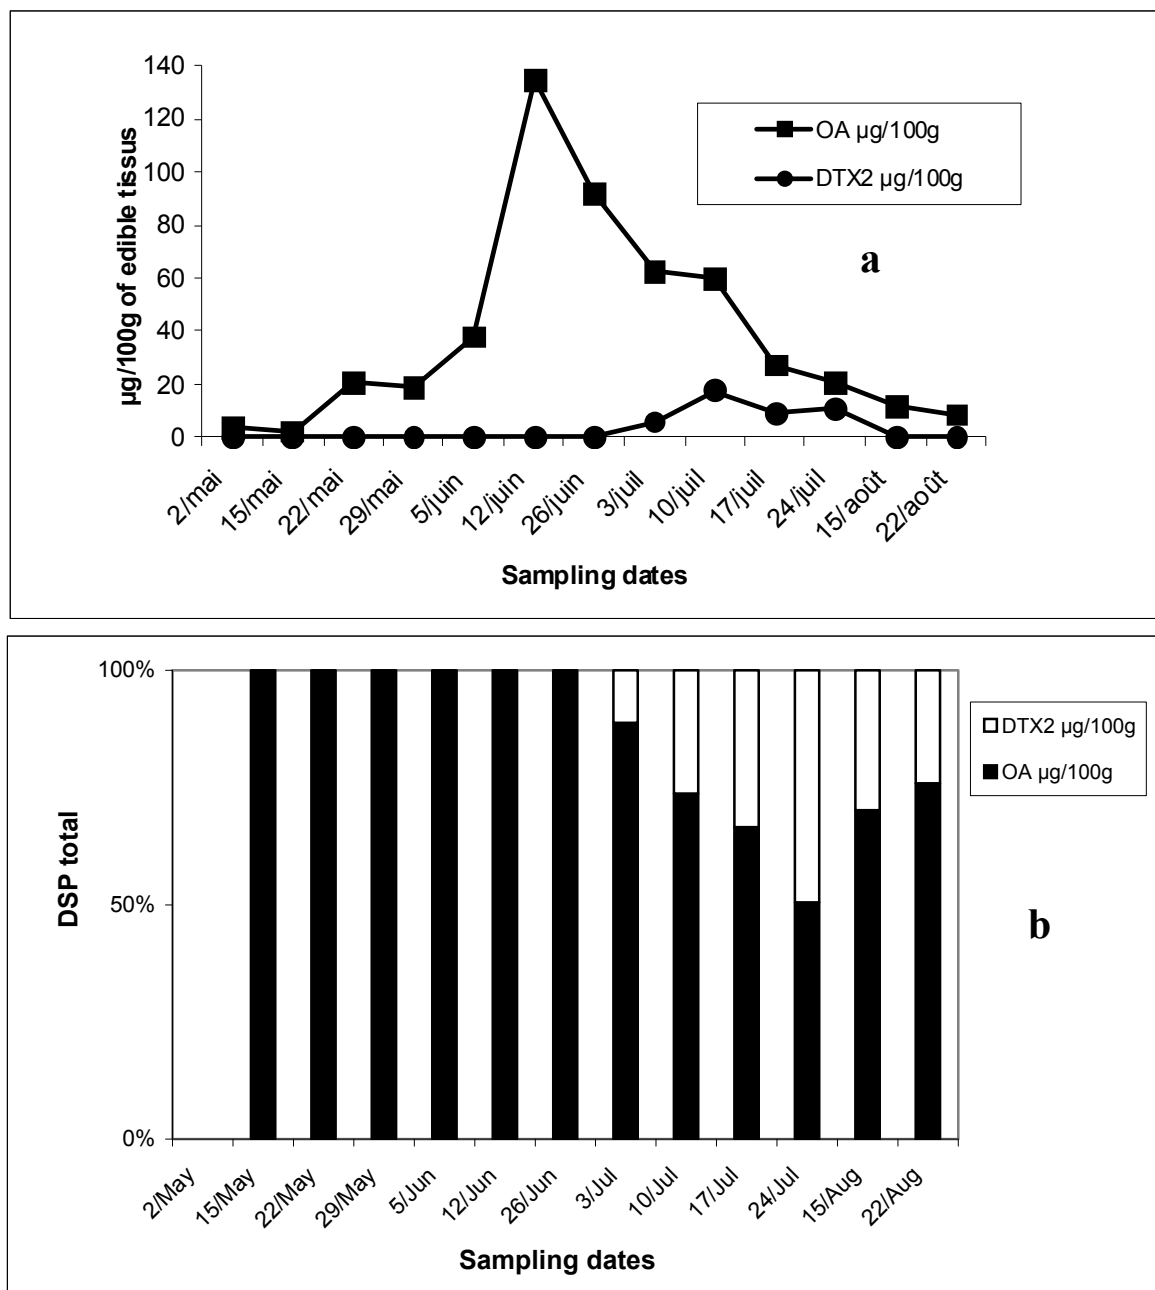 140
120
100
80
60
40
20
0
µg/100g of edible tissus
OA µg/100g
DTX2 µg/100g
a
2/mai
15/mai
22/mai
29/mai
5/juin
12/juin
26/juin
3/juil
10/juil
17/juil
24/juil
15/août
22/août
Sampling dates
100%
50%
0%
DSP total
DTX2 µg/100g
OA µg/100g
b
2/May
15/May
22/May
29/May
5/Jun
12/Jun
26/Jun
3/Jul
10/Jul
17/Jul
24/Jul
15/Aug
22/Aug
Sampling dates